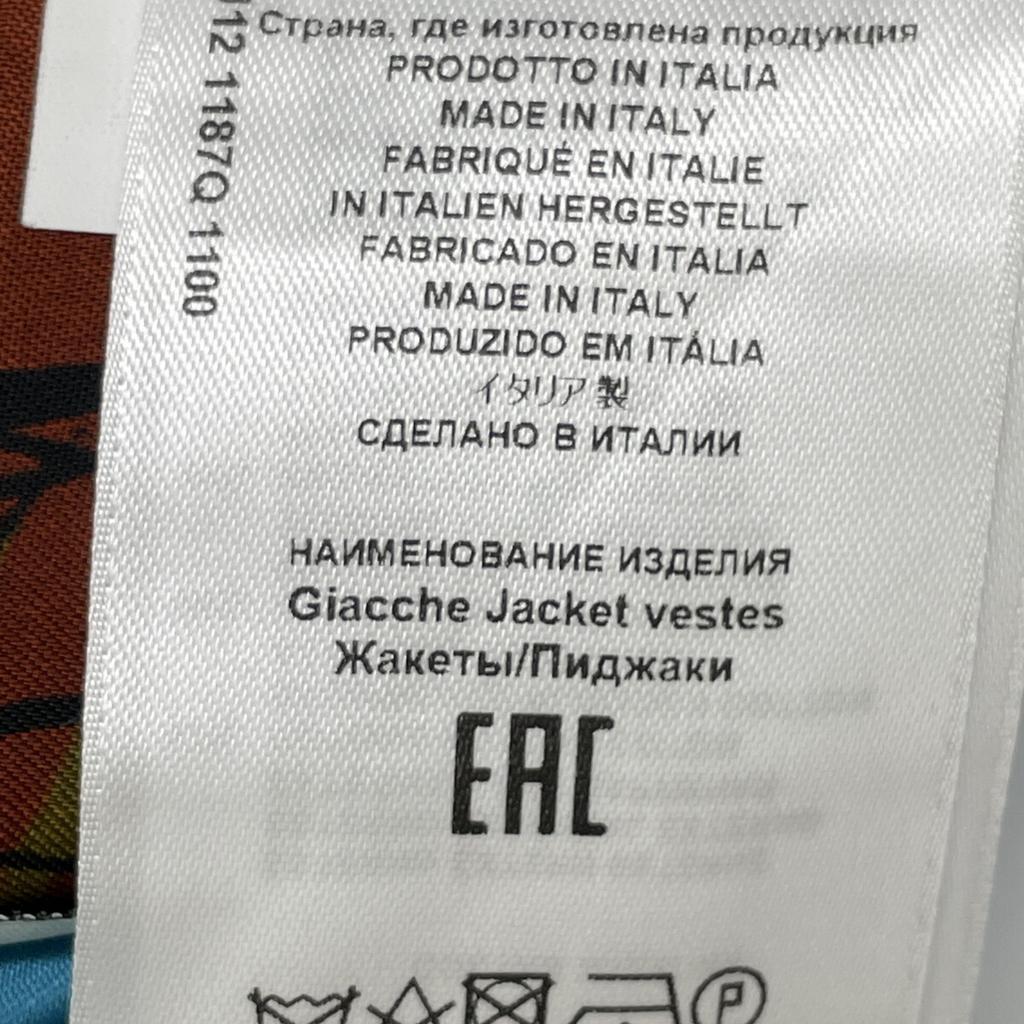 Страна, где изготовлена продукция
PRODOTTO IN ITALIA
MADE IN ITALY
FABRIQUÉ EN ITALIE
IN ITALIEN HERGESTELLT
FABRICADO EN ITALIA
MADE IN ITALY
PRODUZIDO EM ITÁLIA
イタリア製
СДЕЛАНО В ИТАЛИИ
НАИМЕНОВАНИЕ ИЗДЕЛИЯ
Giacche Jacket vestes
Жакеты/Пиджаки
EAC
P
12 1187Q 1100